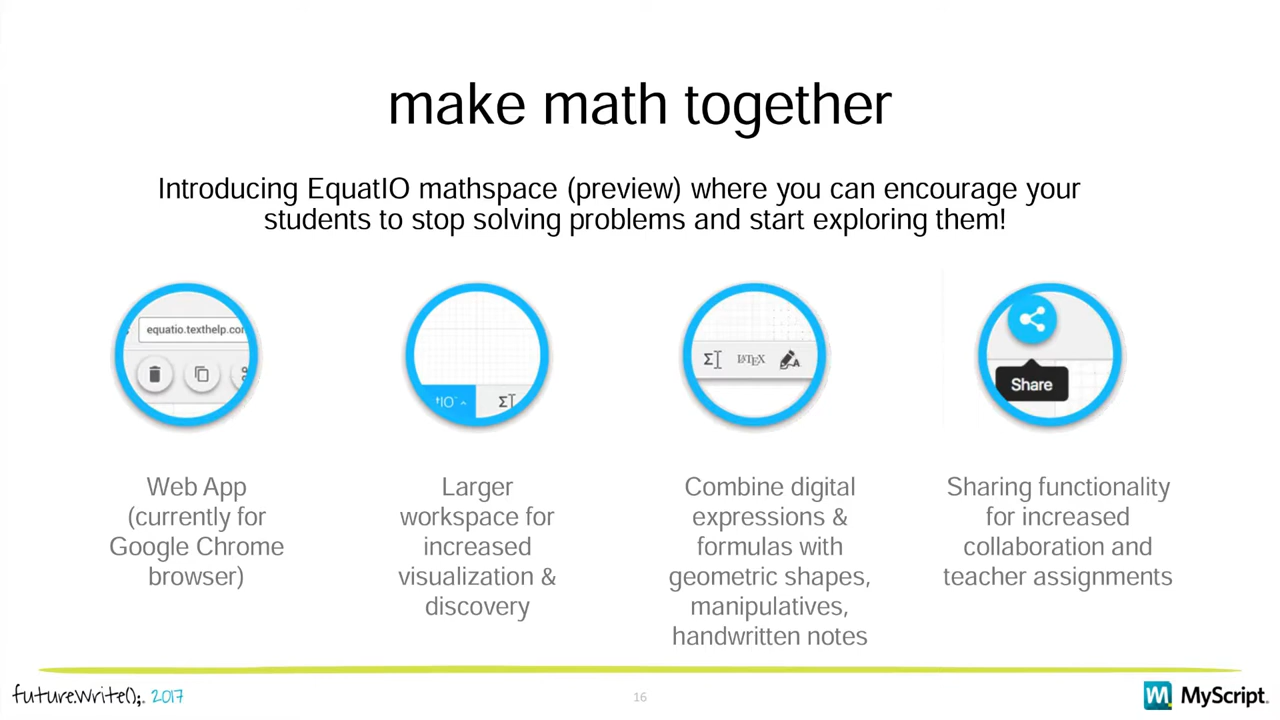 make math together
Introducing EquatIO mathspace (preview) where you can encourage your
students to stop solving problems and start exploring them!
equatio.texthelp.com
tIO
Σ
Σ
LATEX
A
Share
Web App
(currently for
Google Chrome
browser)
Larger
workspace for
increased
visualization &
discovery
Combine digital
expressions &
formulas with
geometric shapes,
manipulatives,
handwritten notes
Sharing functionality
for increased
collaboration and
teacher assignments
future.write();. 2017
16
MyScript.